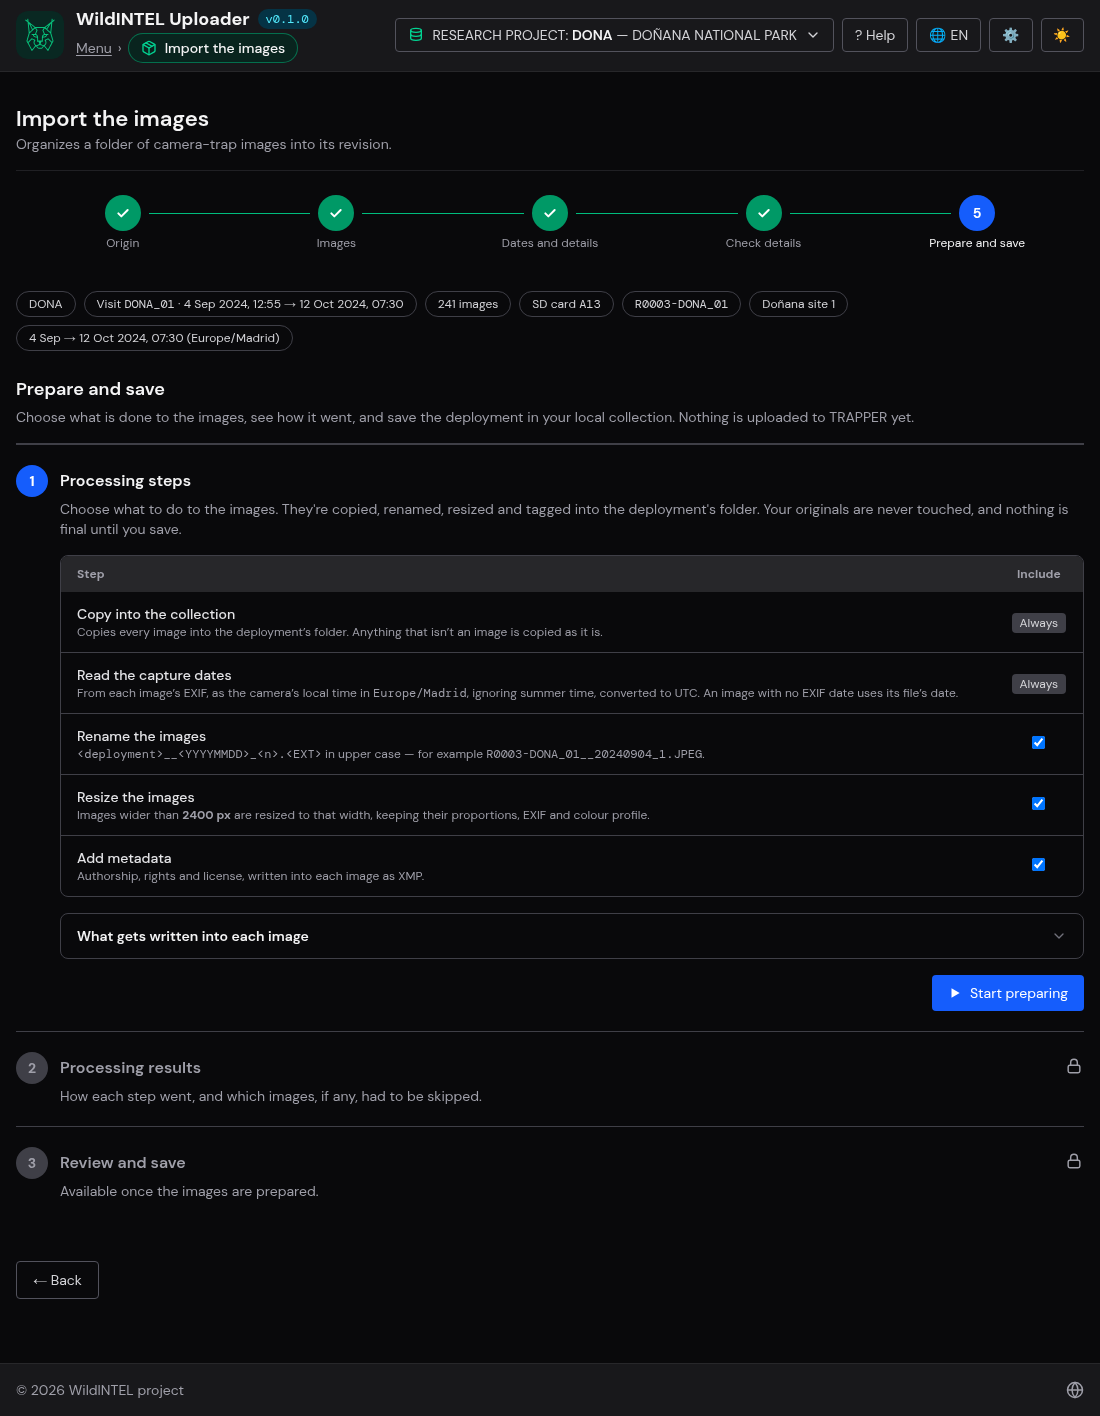 WildINTEL Uploader v0.1.0
Menu › Import the images
RESEARCH PROJECT: DONA — DOÑANA NATIONAL PARK
? Help
EN
Import the images
Organizes a folder of camera-trap images into its revision.
5
Origin
Images
Dates and details
Check details
Prepare and save
DONA
Visit DONA_01 · 4 Sep 2024, 12:55 → 12 Oct 2024, 07:30
241 images
SD card A13
R0003-DONA_01
Doñana site 1
4 Sep → 12 Oct 2024, 07:30 (Europe/Madrid)
Prepare and save
Choose what is done to the images, see how it went, and save the deployment in your local collection. Nothing is uploaded to TRAPPER yet.
1 Processing steps
Choose what to do to the images. They're copied, renamed, resized and tagged into the deployment's folder. Your originals are never touched, and nothing is
final until you save.
Step Include
Copy into the collection
Copies every image into the deployment’s folder. Anything that isn’t an image is copied as it is.
Always
Read the capture dates
From each image’s EXIF, as the camera’s local time in Europe/Madrid, ignoring summer time, converted to UTC. An image with no EXIF date uses its file’s date.
Always
Rename the images
<deployment>__<YYYYMMDD>_<n>.<EXT> in upper case — for example R0003-DONA_01__20240904_1.JPEG.
Resize the images
Images wider than 2400 px are resized to that width, keeping their proportions, EXIF and colour profile.
Add metadata
Authorship, rights and license, written into each image as XMP.
What gets written into each image
Start preparing
2 Processing results
How each step went, and which images, if any, had to be skipped.
3 Review and save
Available once the images are prepared.
← Back
© 2026 WildINTEL project